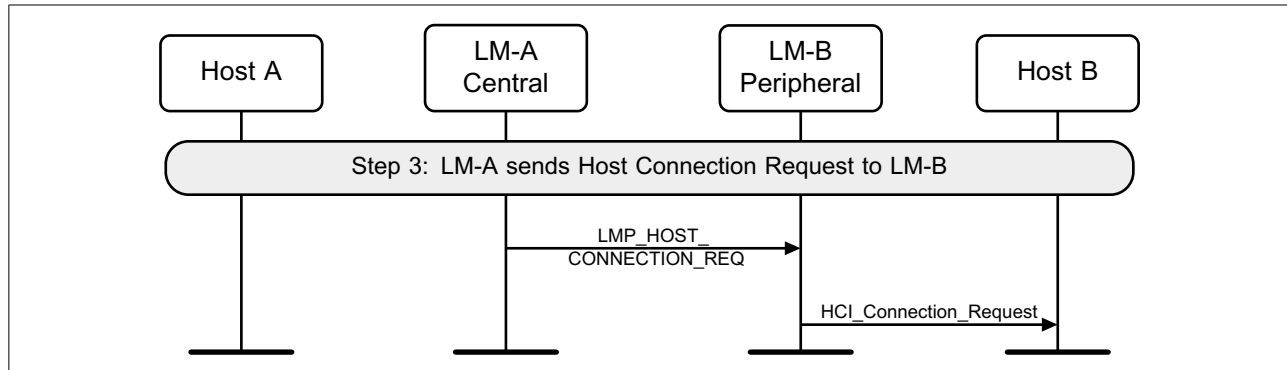 Host A
LM-A
Central
LM-B
Peripheral
Host B
Step 3: LM-A sends Host Connection Request to LM-B
LMP_HOST_
CONNECTION_REQ
HCI_Connection_Request